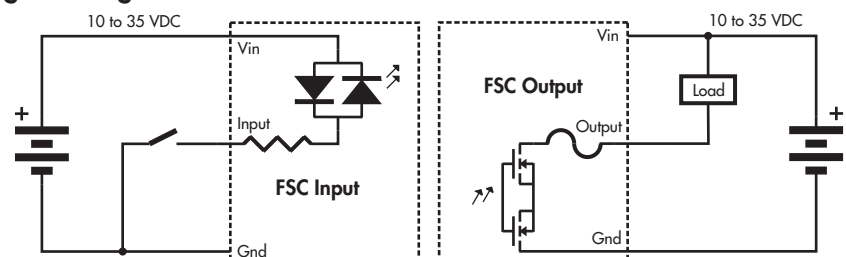 10 to 35 VDC
Vin
+
Input
FSC Input
Gnd
10 to 35 VDC
Vin
FSC Output
Load
Output
+
Gnd